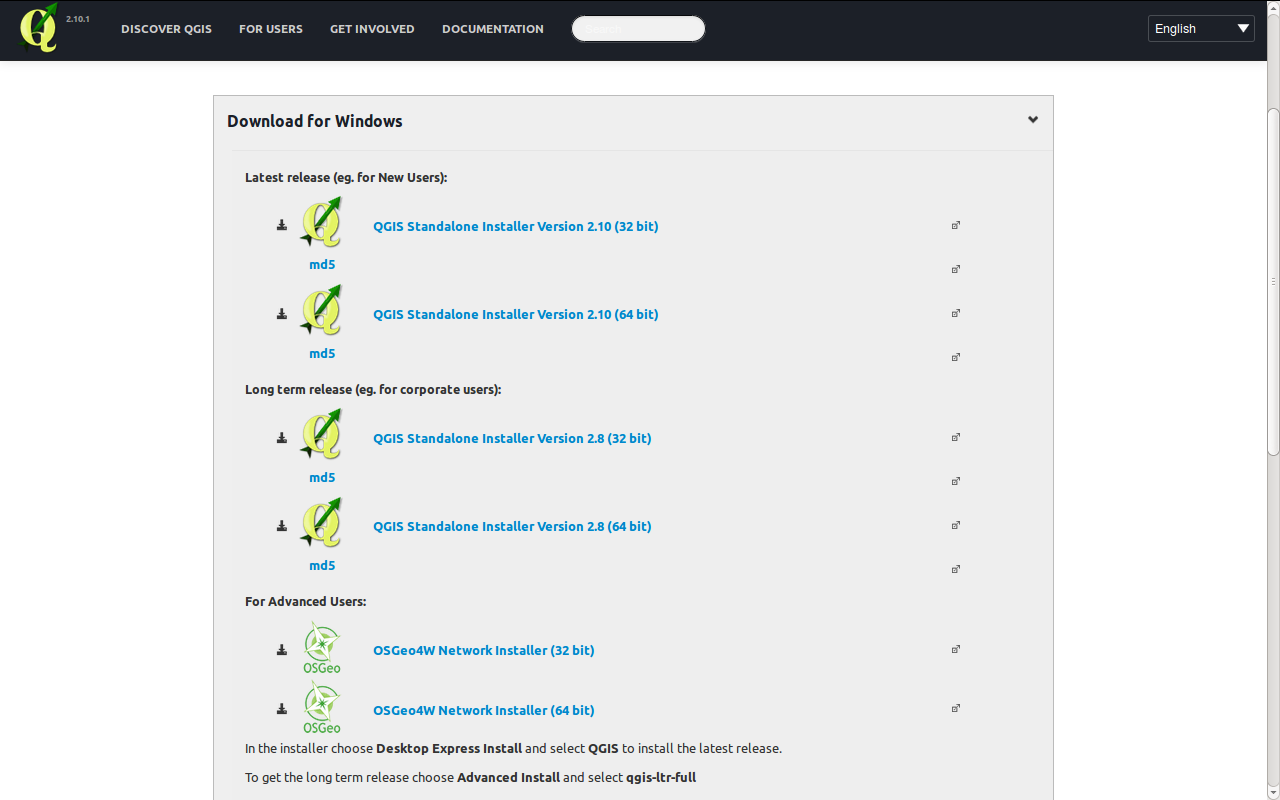 2.10.1
DISCOVER QGIS FOR USERS GET INVOLVED DOCUMENTATION English
Download for Windows
Latest release (eg. for New Users):
QGIS Standalone Installer Version 2.10 (32 bit)
md5
QGIS Standalone Installer Version 2.10 (64 bit)
md5
Long term release (eg. for corporate users):
QGIS Standalone Installer Version 2.8 (32 bit)
md5
QGIS Standalone Installer Version 2.8 (64 bit)
md5
For Advanced Users:
OSGeo4W Network Installer (32 bit)
OSGeo
OSGeo4W Network Installer (64 bit)
OSGeo
In the installer choose Desktop Express Install and select QGIS to install the latest release.
To get the long term release choose Advanced Install and select qgis-ltr-full